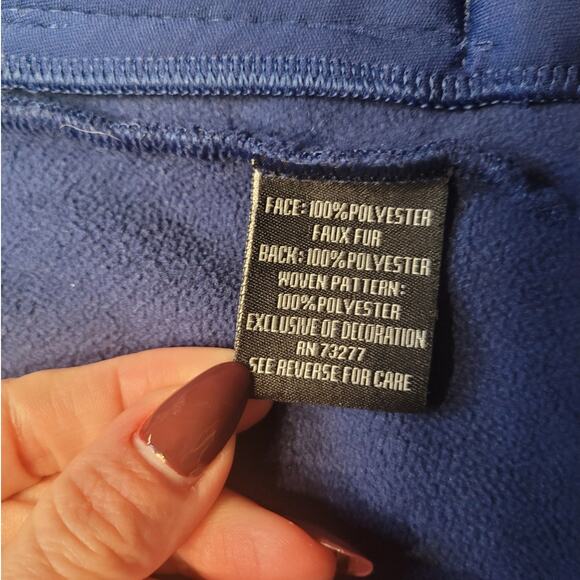 FACE: 100% POLYESTER
FAUX FUR
BACK: 100% POLYESTER
WOVEN PATTERN:
100% POLYESTER
EXCLUSIVE OF DECORATION
RN 73277
SEE REVERSE FOR CARE